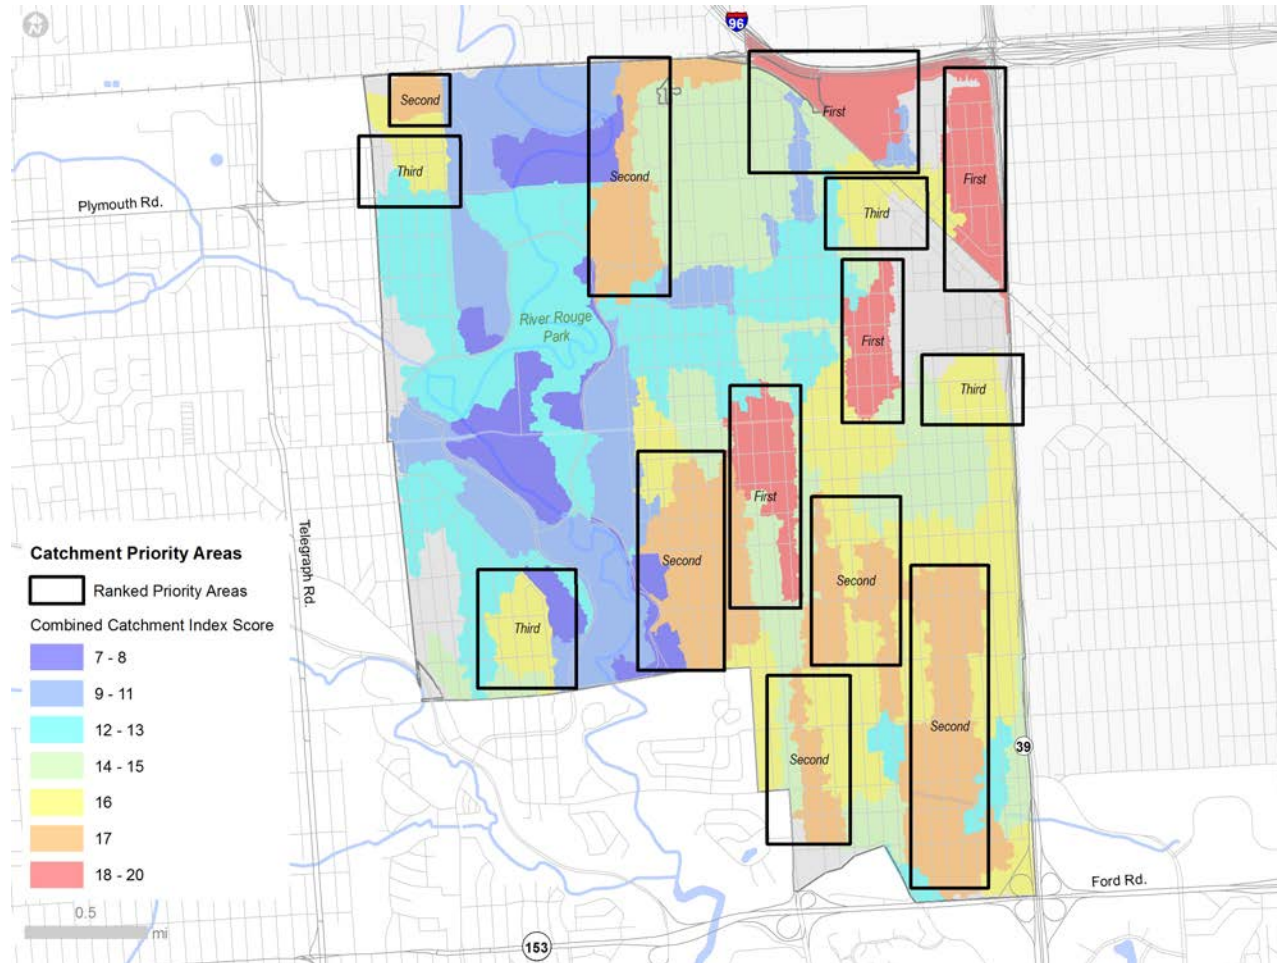 96
Second
First
Third
Second
First
Plymouth Rd.
Third
River Rouge
Park
First
Third
First
Second
Second
Third
Second
Second
Telegraph Rd.
39
Ford Rd.
153
Catchment Priority Areas
Ranked Priority Areas
Combined Catchment Index Score
7 - 8
9 - 11
12 - 13
14 - 15
16
17
18 - 20
0.5
mi